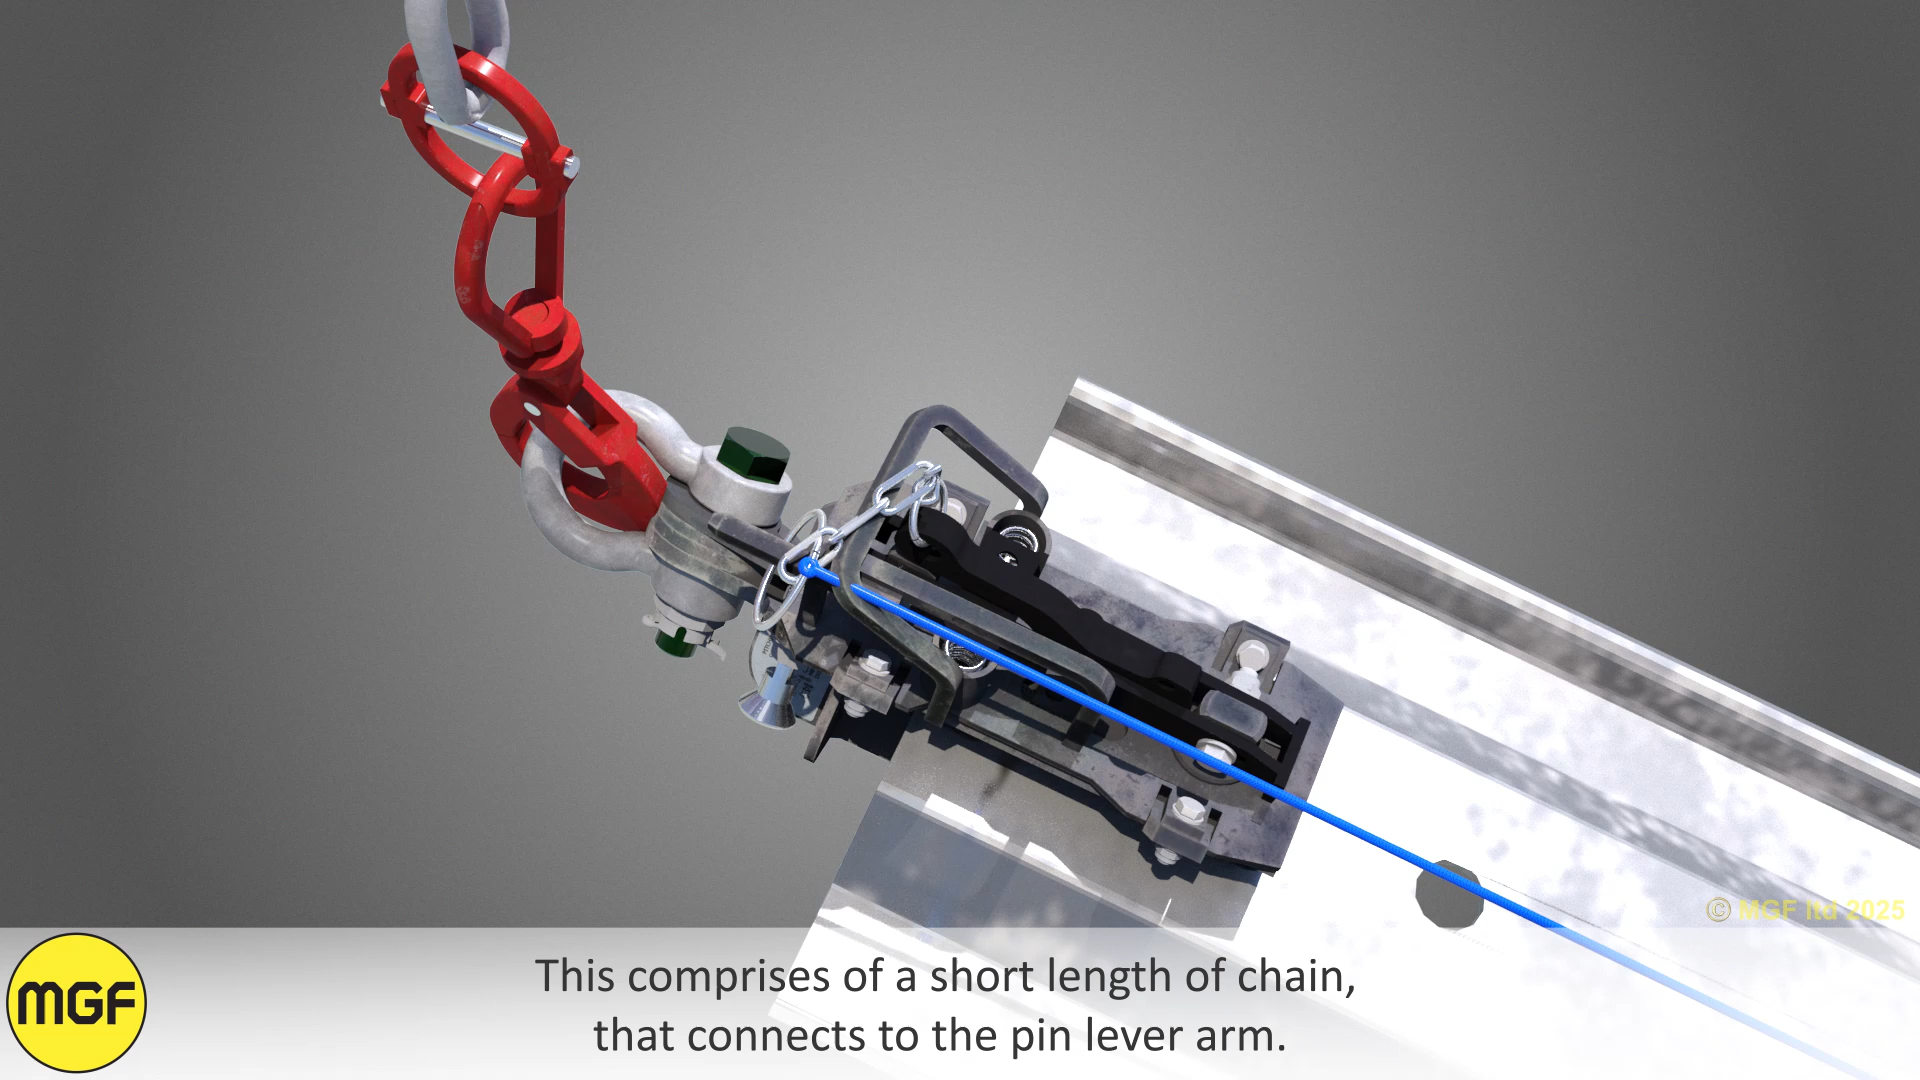 © MGF ltd 2025
MGF
This comprises of a short length of chain,
that connects to the pin lever arm.